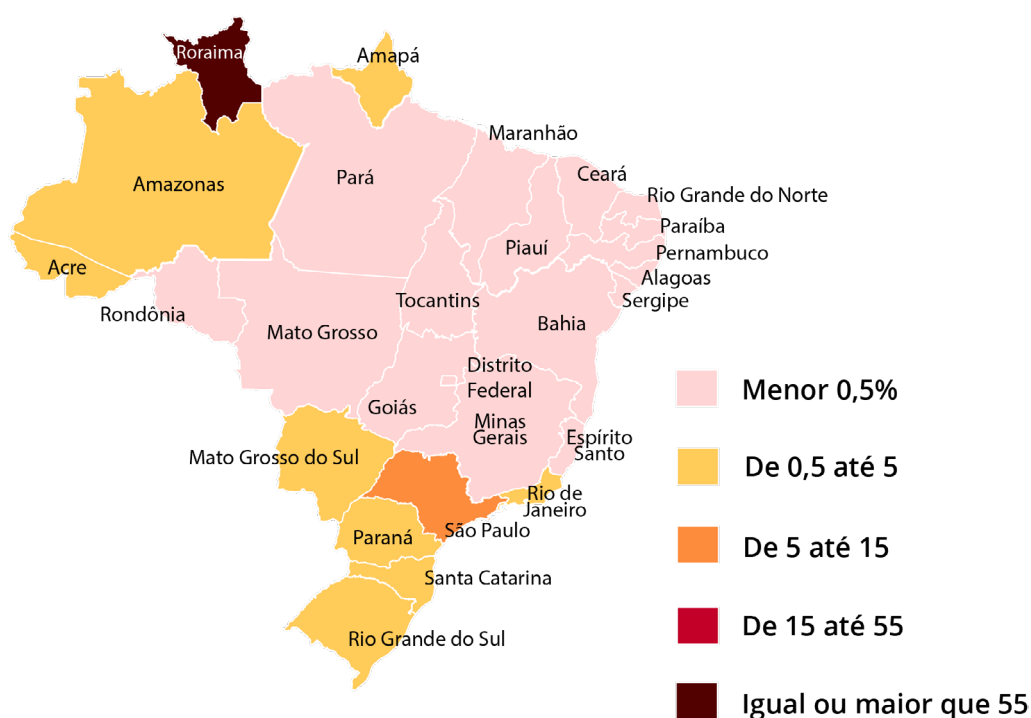 Roraima
Amapá
Maranhão
Ceará
Pará
Amazonas
Rio Grande do Norte
Paraíba
Piauí
Pernambuco
Acre
Alagoas
Tocantins
Sergipe
Rondônia
Bahia
Mato Grosso
Distrito
Federal
Goiás
Minas
Gerais
Espírito
Santo
Mato Grosso do Sul
Rio de
Janeiro
São Paulo
Paraná
Santa Catarina
Rio Grande do Sul
Menor 0,5%
De 0,5 até 5
De 5 até 15
De 15 até 55
Igual ou maior que 55